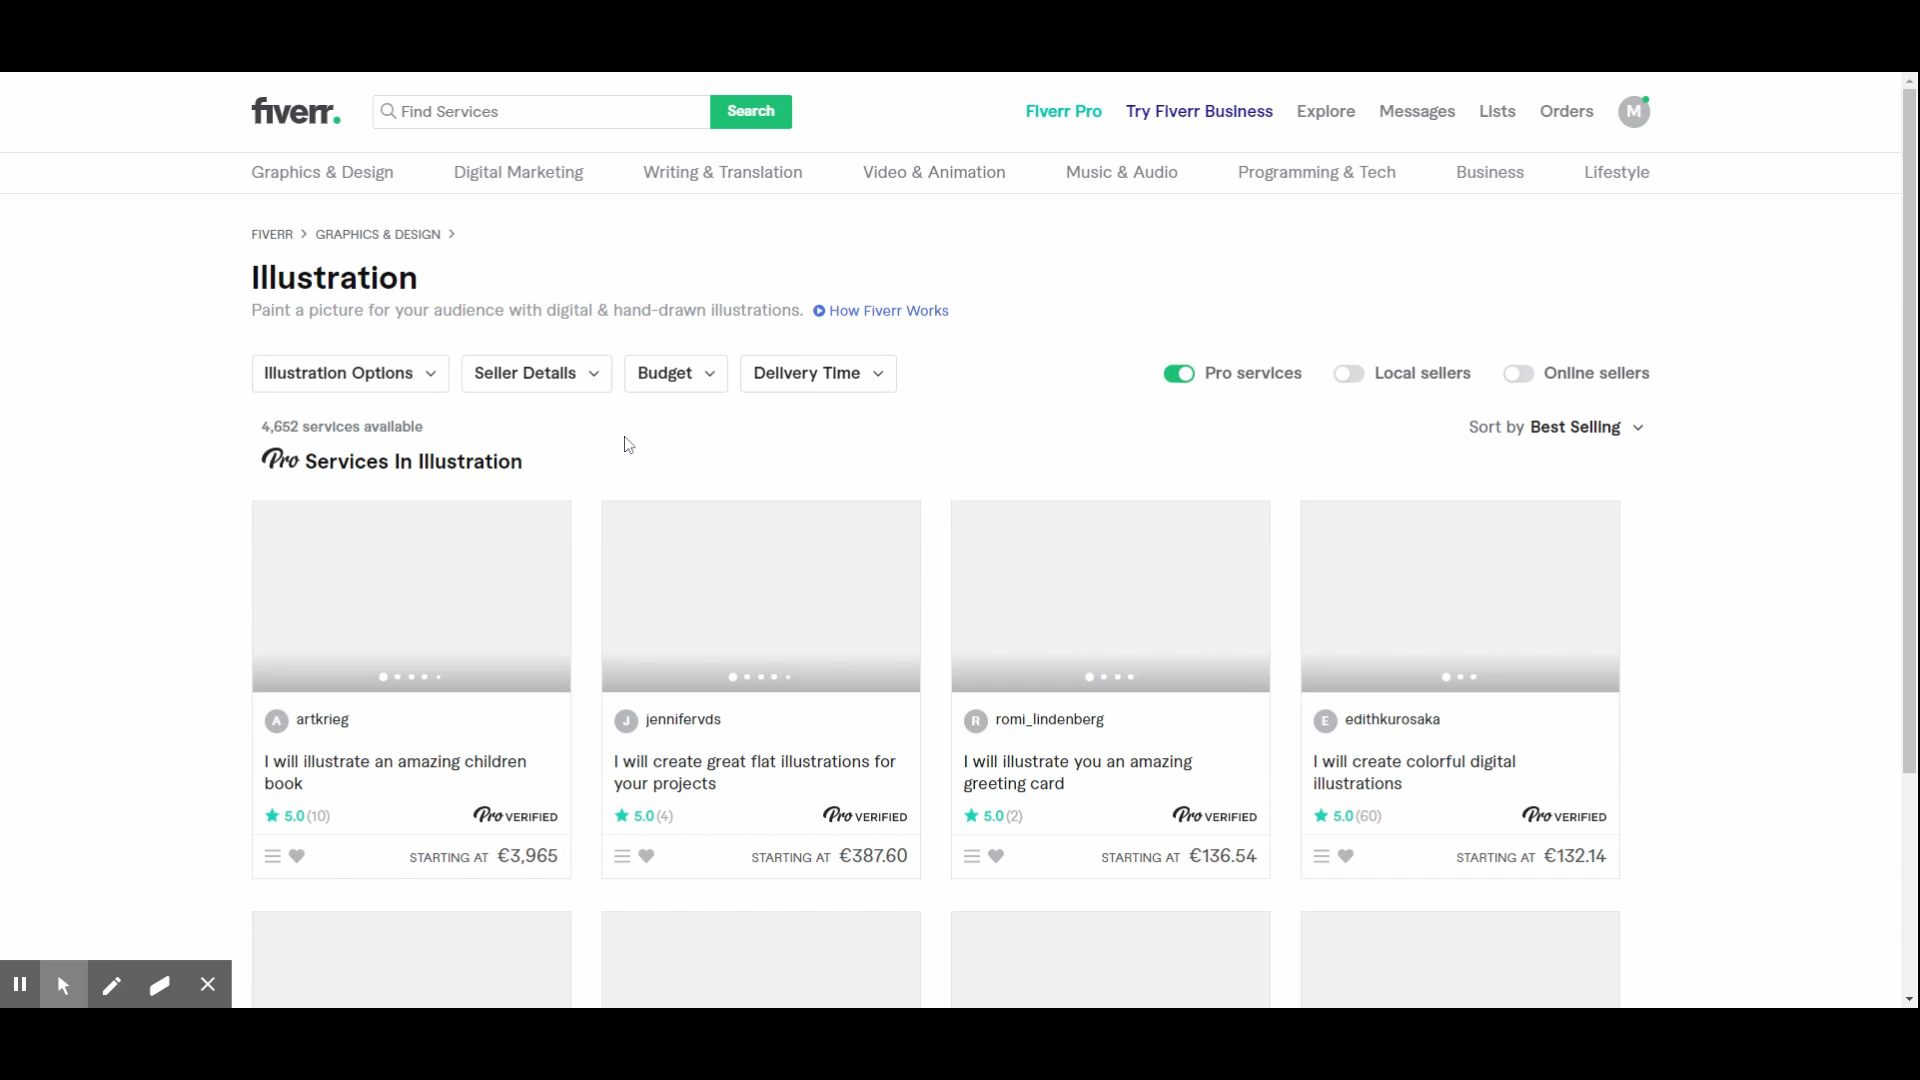 fiverr.
Find Services
Search
Fiverr Pro
Try Fiverr Business
Explore
Messages
Lists
Orders
M
Graphics & Design
Digital Marketing
Writing & Translation
Video & Animation
Music & Audio
Programming & Tech
Business
Lifestyle
FIVERR > GRAPHICS & DESIGN >
Illustration
Paint a picture for your audience with digital & hand-drawn illustrations.
How Fiverr Works
Illustration Options
Seller Details
Budget
Delivery Time
Pro services
Local sellers
Online sellers
4,652 services available
Sort by Best Selling
Pro Services In Illustration
A artkrieg
I will illustrate an amazing children
book
5.0 (10)
Pro VERIFIED
STARTING AT €3,965
J jennifervds
I will create great flat illustrations for
your projects
5.0 (4)
Pro VERIFIED
STARTING AT €387.60
R romi_lindenberg
I will illustrate you an amazing
greeting card
5.0 (2)
Pro VERIFIED
STARTING AT €136.54
E edithkurosaka
I will create colorful digital
illustrations
5.0 (60)
Pro VERIFIED
STARTING AT €132.14